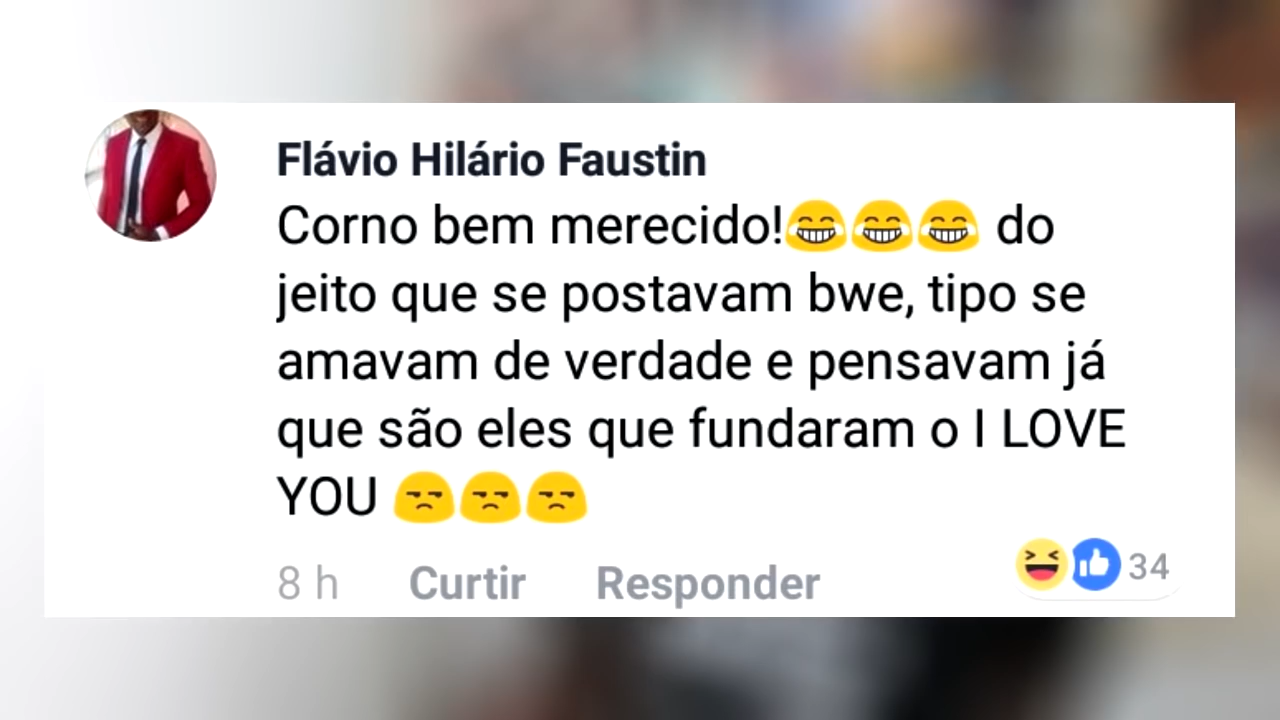 Flávio Hilário Faustin
Corno bem merecido!😂😂😂 do
jeito que se postavam bwe, tipo se
amavam de verdade e pensavam já
que são eles que fundaram o I LOVE
YOU 😒😒😒
8 h Curtir Responder 34